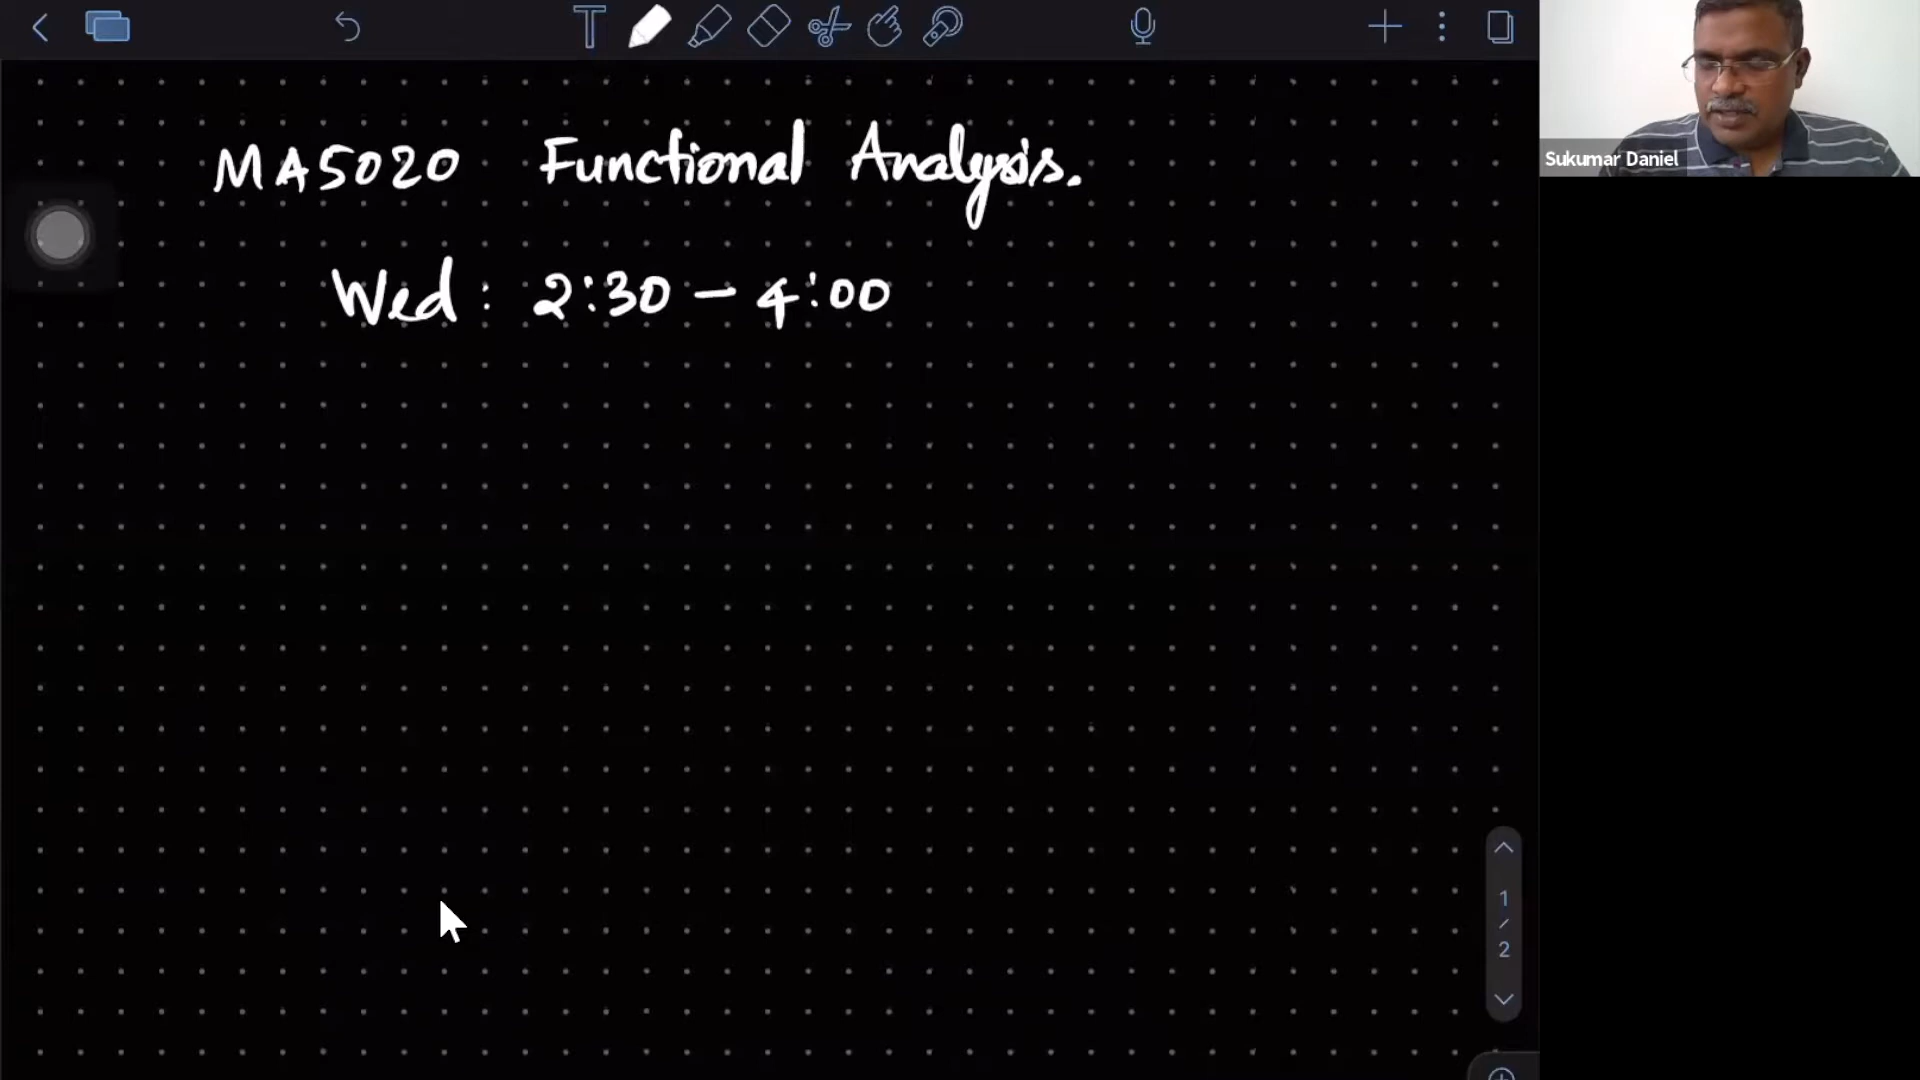 MA5020 Functional Analysis.
Wed: 2:30 - 4:00
Sukumar Daniel
1
/
2